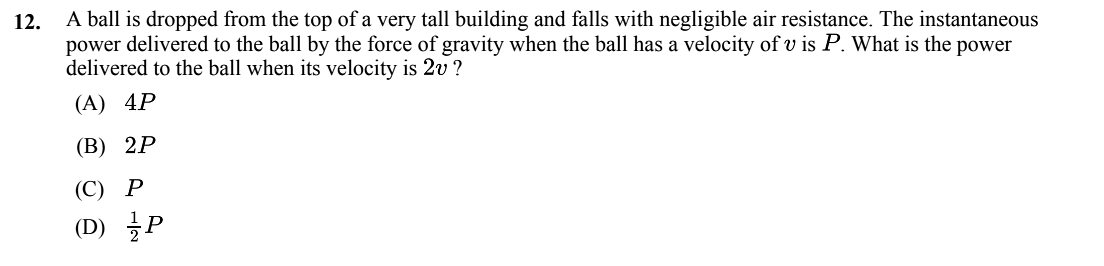 12. A ball is dropped from the top of a very tall building and falls with negligible air resistance. The instantaneous
power delivered to the ball by the force of gravity when the ball has a velocity of v is P. What is the power
delivered to the ball when its velocity is 2v ?
(A) 4P
(B) 2P
(C) P
(D) 1/2 P